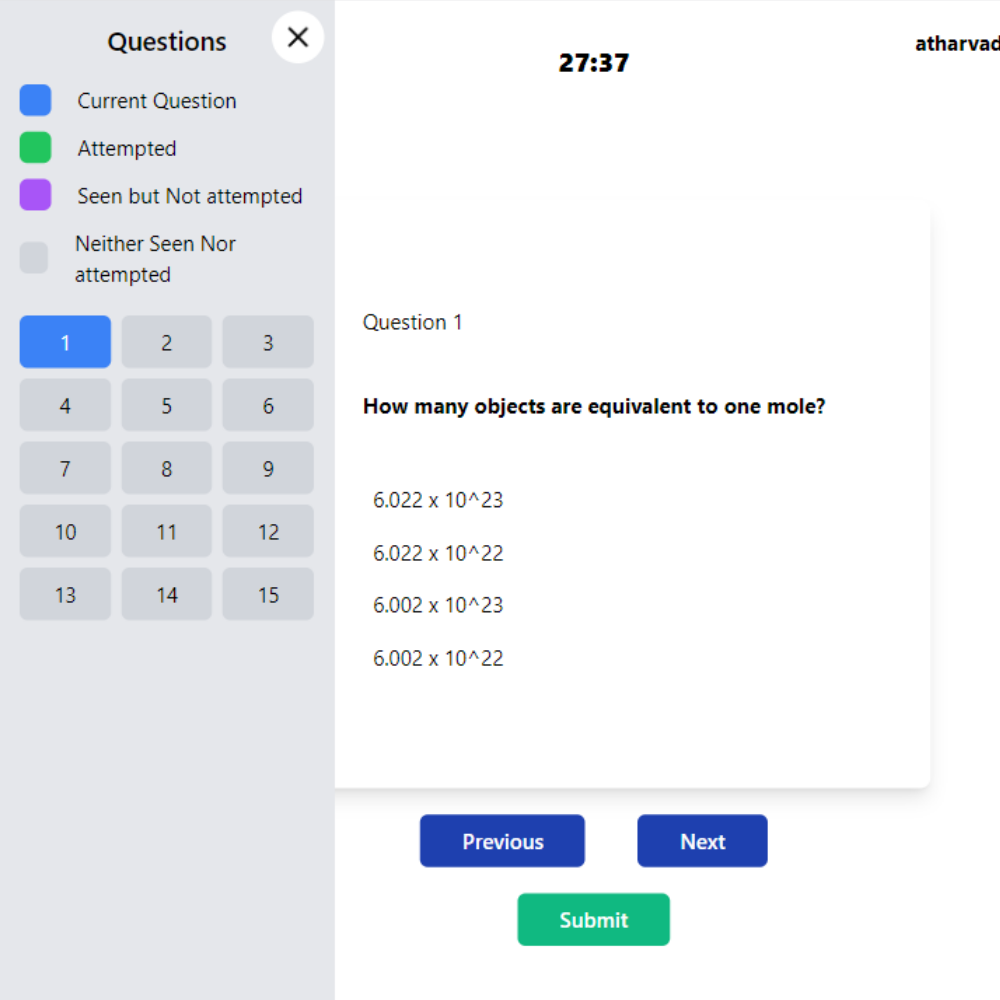 Questions
Current Question
Attempted
Seen but Not attempted
Neither Seen Nor
attempted
1 2 3
4 5 6
7 8 9
10 11 12
13 14 15
27:37
atharvad
Question 1
How many objects are equivalent to one mole?
6.022 x 10^23
6.022 x 10^22
6.002 x 10^23
6.002 x 10^22
Previous Next
Submit